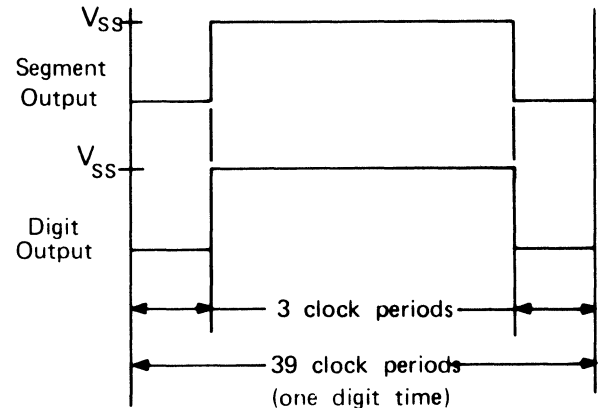 VSS
Segment
Output
VSS
Digit
Output
3 clock periods
39 clock periods
(one digit time)